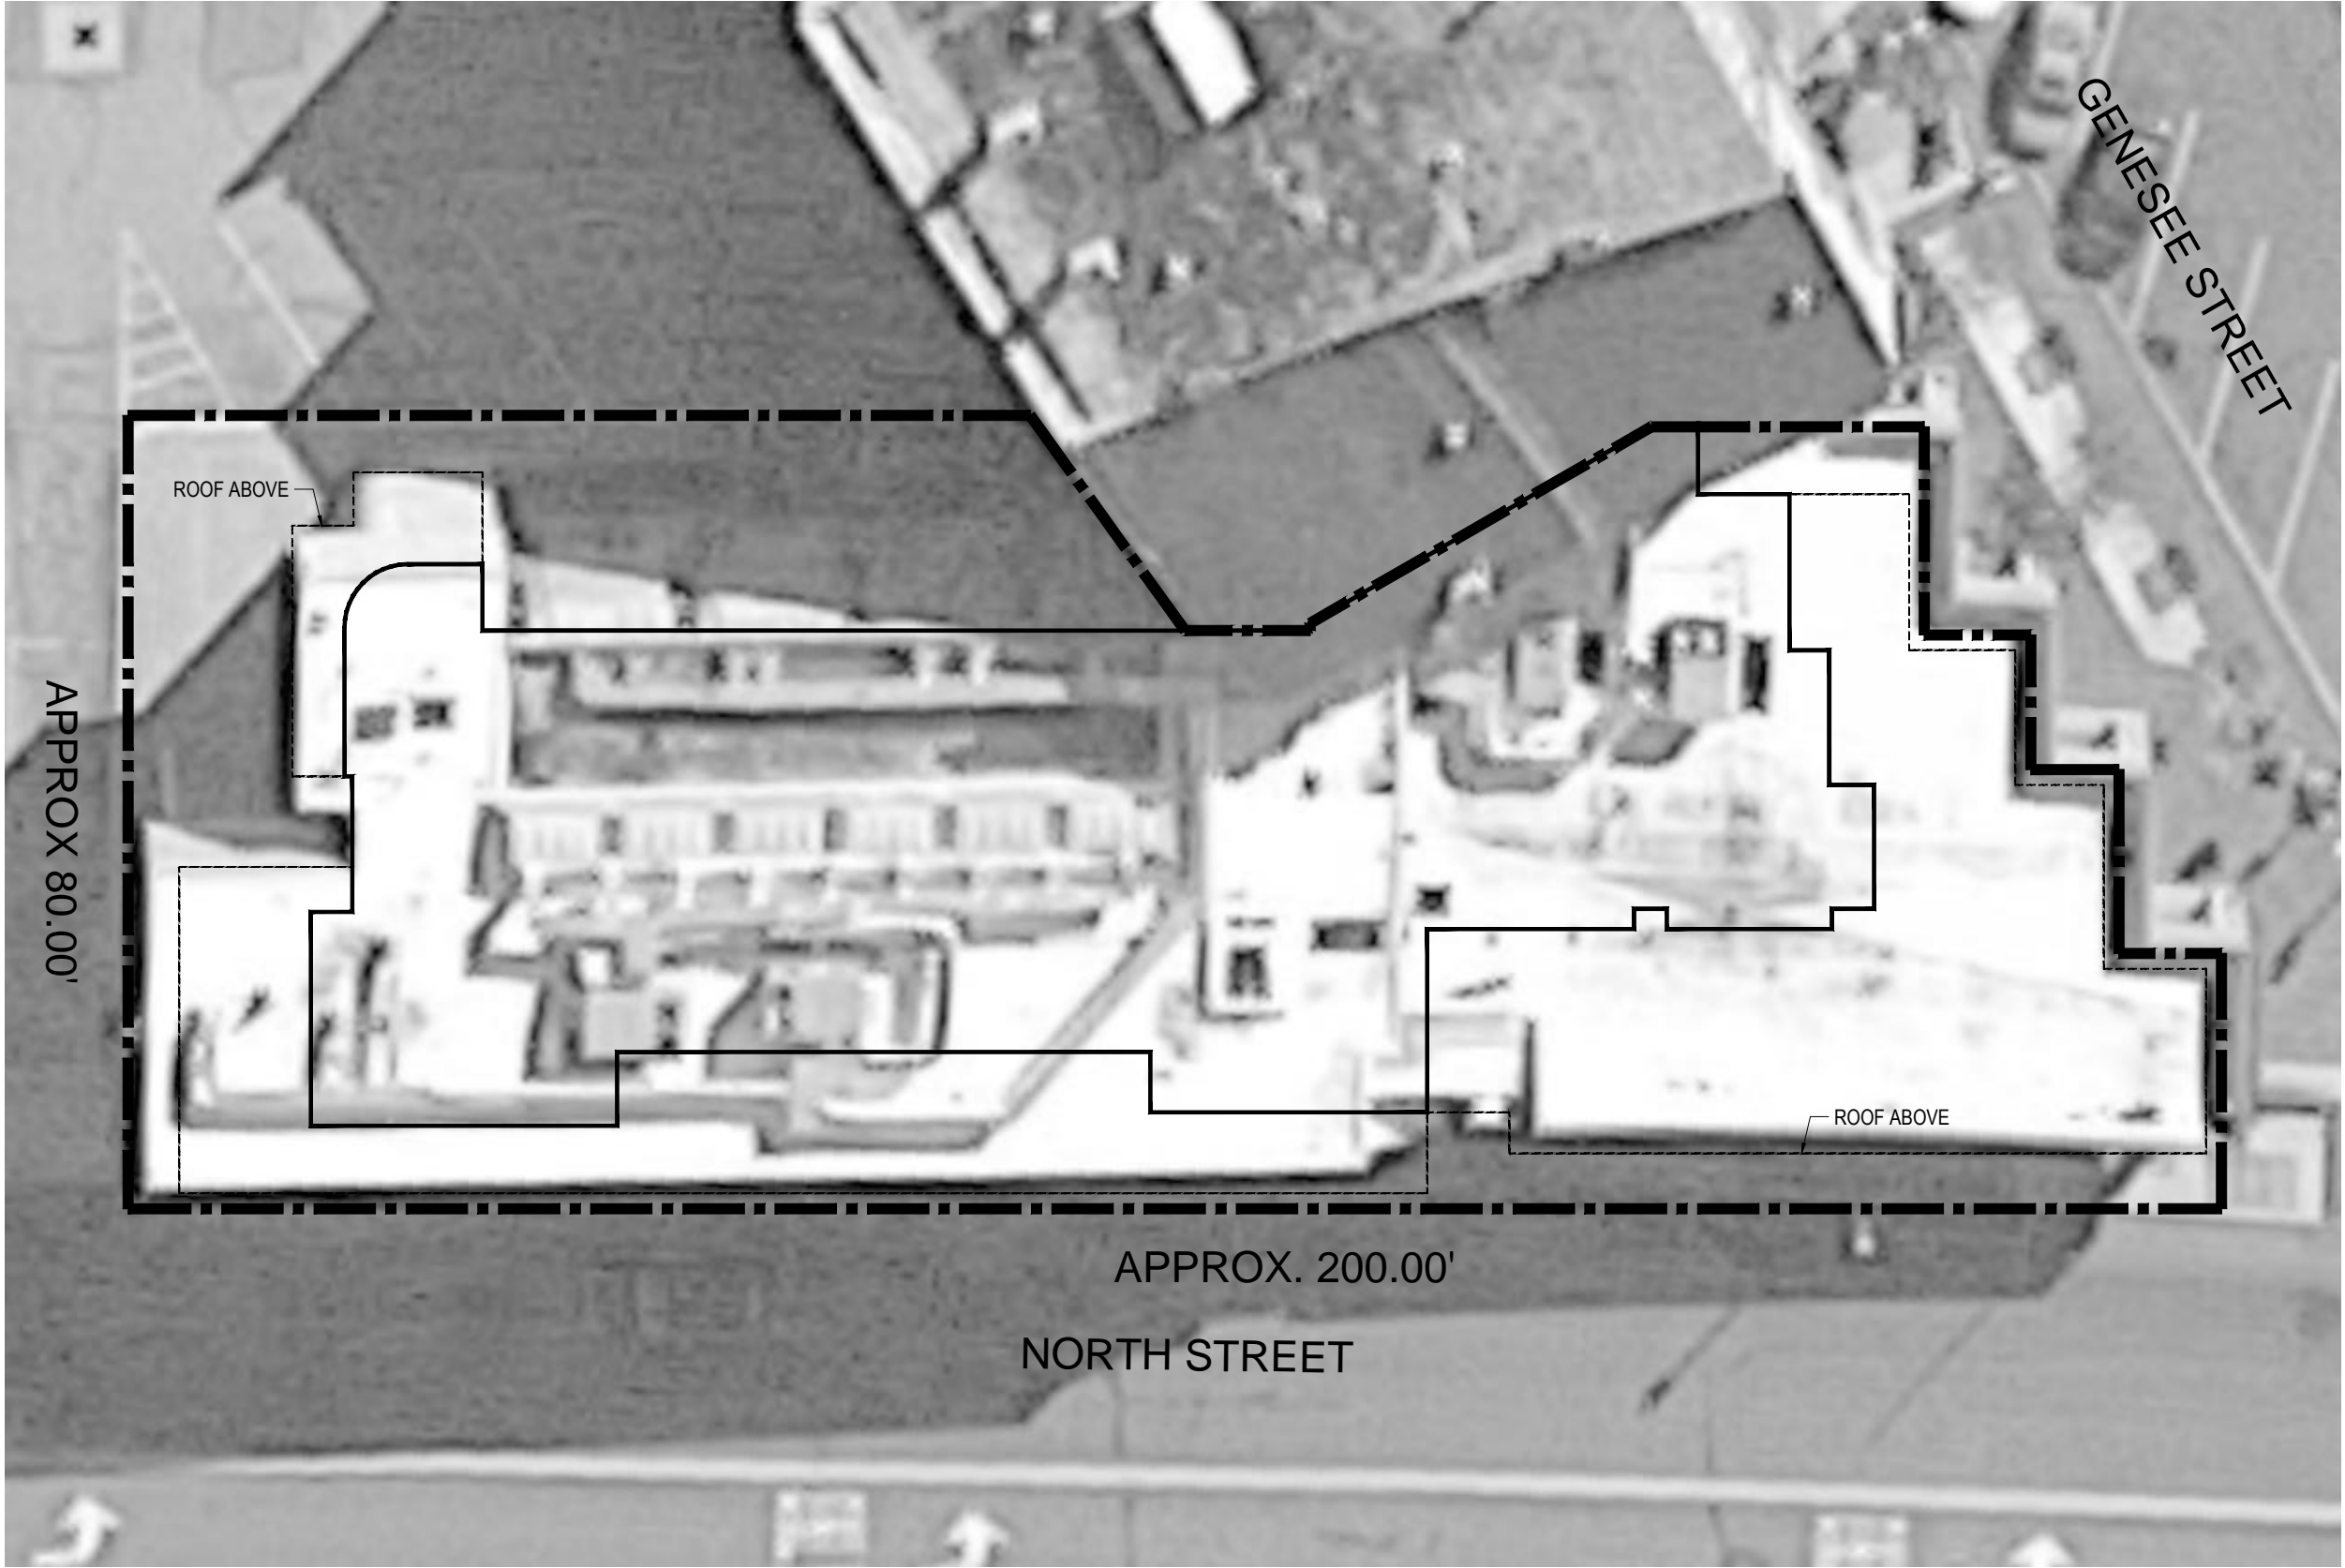 GENESEE STREET
ROOF ABOVE
APPROX 80.00'
ROOF ABOVE
APPROX. 200.00'
NORTH STREET